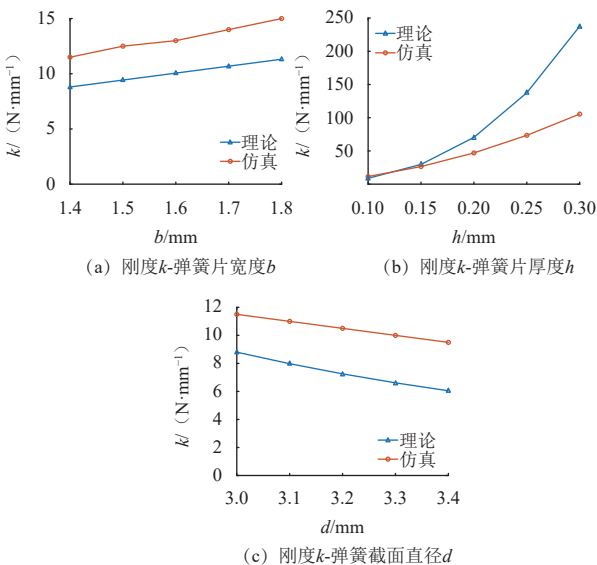 15
10
5
0
k/（N·mm⁻¹）
理论
仿真
1.4 1.5 1.6 1.7 1.8
b/mm
（a）刚度k-弹簧片宽度b
250
200
150
100
50
k/（N·mm⁻¹）
理论
仿真
0.10 0.15 0.20 0.25 0.30
h/mm
（b）刚度k-弹簧片厚度h
12
10
8
6
4
2
0
k/（N·mm⁻¹）
理论
仿真
3.0 3.1 3.2 3.3 3.4
d/mm
（c）刚度k-弹簧截面直径d